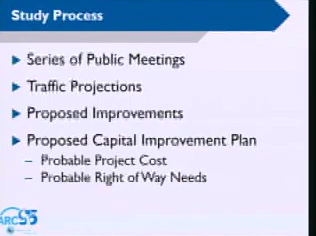 Study Process
Series of Public Meetings
Traffic Projections
Proposed Improvements
Proposed Capital Improvement Plan
– Probable Project Cost
– Probable Right of Way Needs
ARCS5